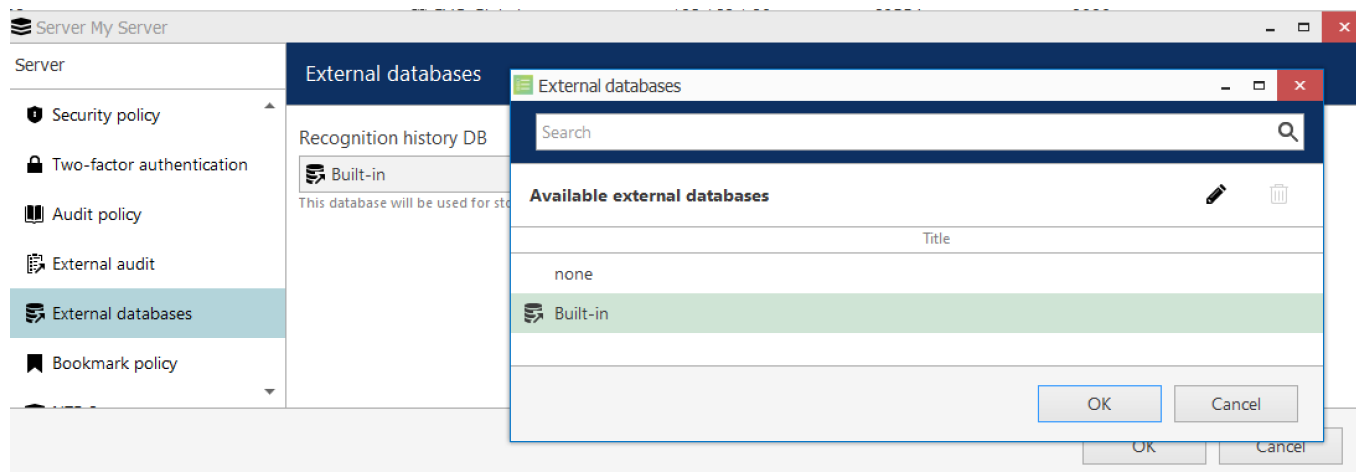 Server My Server
Server
Security policy
Two-factor authentication
Audit policy
External audit
External databases
Bookmark policy
External databases
Recognition history DB
Built-in
This database will be used for
External databases
Search
Available external databases
Title
none
Built-in
OK
Cancel
OK
Cancel